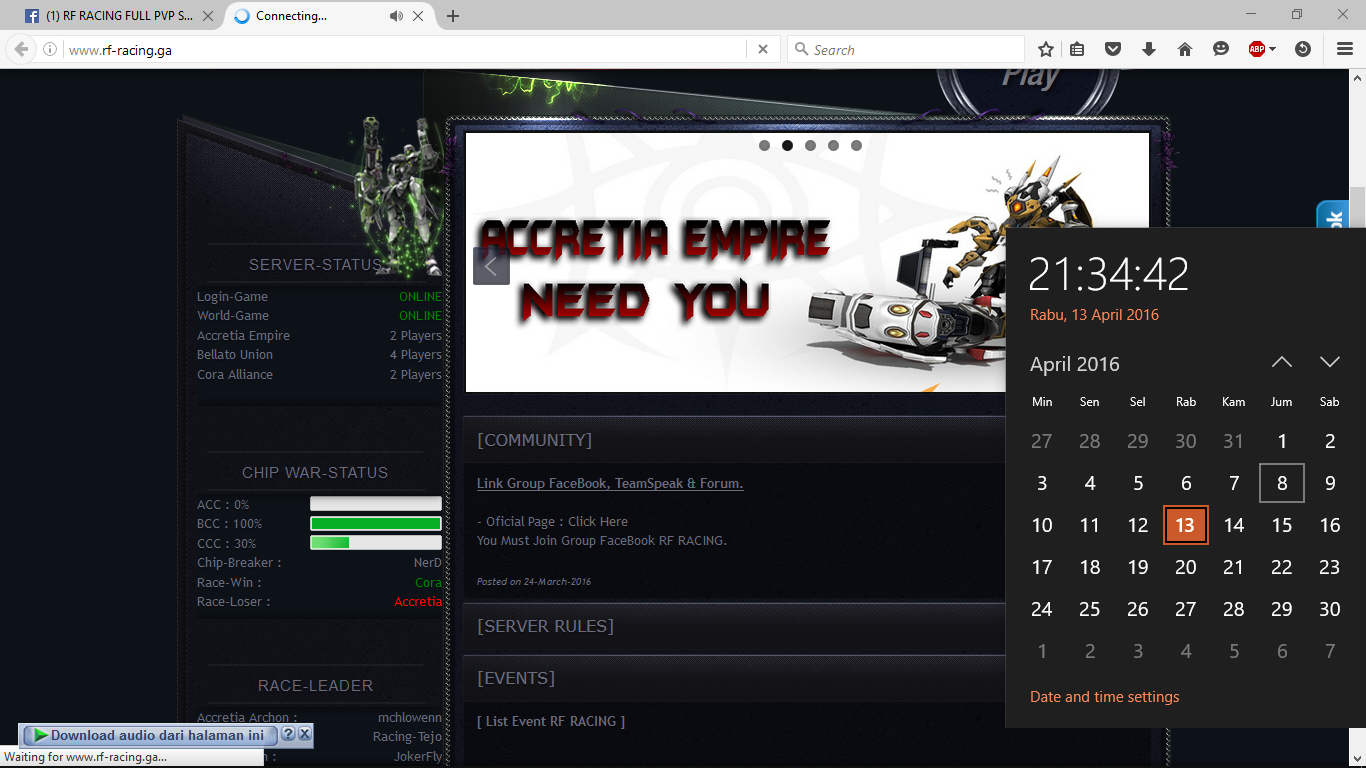 (1) RF RACING FULL PVP S...
Connecting...
www.rf-racing.ga
Search
ABP
Play
ACCRETIA EMPIRE
NEED YOU
SERVER-STATUS
Login-Game ONLINE
World-Game ONLINE
Accretia Empire 2 Players
Bellato Union 4 Players
Cora Alliance 2 Players
CHIP WAR-STATUS
ACC : 0%
BCC : 100%
CCC : 30%
Chip-Breaker : NerD
Race-Win : Cora
Race-Loser : Accretia
RACE-LEADER
Accretia Archon : mchlowenn
Racing-Tejo
: JokerFly
[COMMUNITY]
Link Group FaceBook, TeamSpeak & Forum.
- Oficial Page : Click Here
You Must Join Group FaceBook RF RACING.
Posted on 24-March-2016
[SERVER RULES]
[EVENTS]
[ List Event RF RACING ]
ok
21:34:42
Rabu, 13 April 2016
April 2016
Min Sen Sel Rab Kam Jum Sab
27 28 29 30 31 1 2
3 4 5 6 7 8 9
10 11 12 13 14 15 16
17 18 19 20 21 22 23
24 25 26 27 28 29 30
1 2 3 4 5 6 7
Date and time settings
Download audio dari halaman ini ? X
Waiting for www.rf-racing.ga...